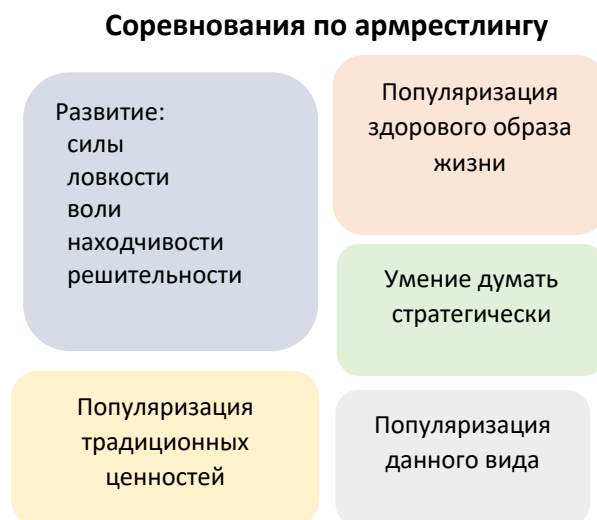 Соревнования по армрестлингу
Развитие:
силы
ловкости
воли
находчивости
решительности
Популяризация
здорового образа
жизни
Умение думать
стратегически
Популяризация
традиционных
ценностей
Популяризация
данного вида